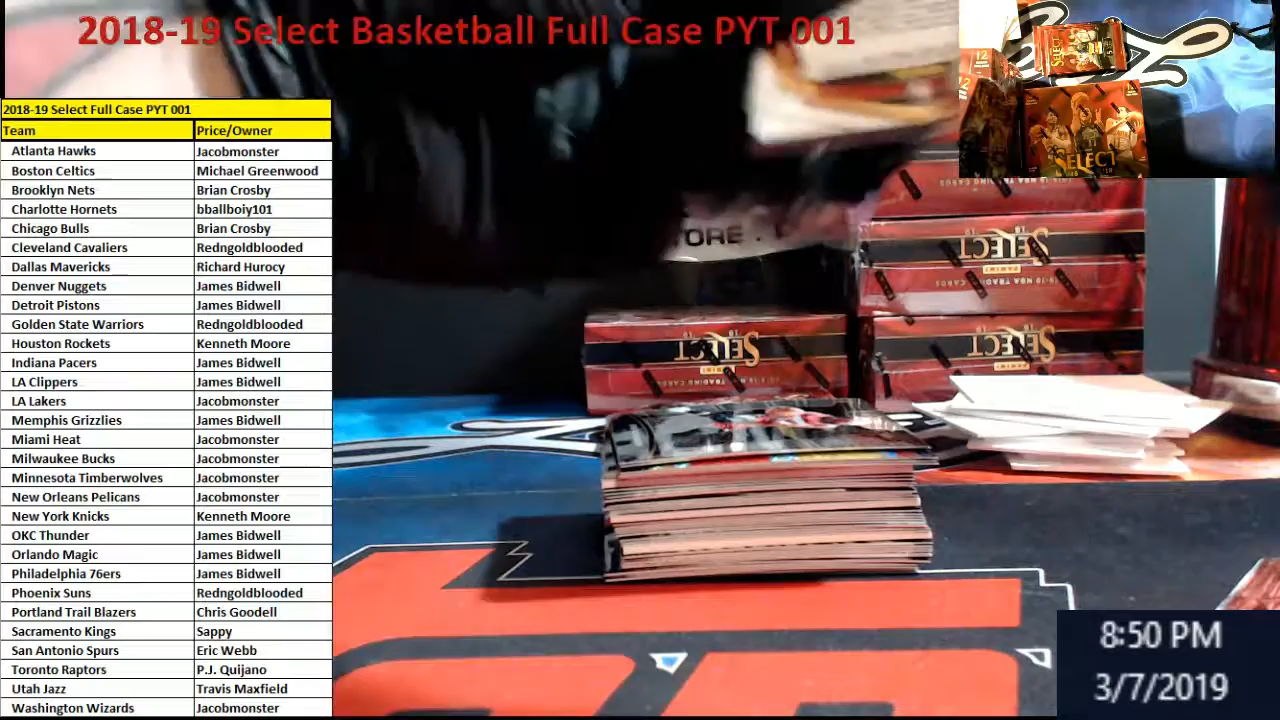 2018-19 Select Basketball Full Case PYT 001
2018-19 Select Full Case PYT 001
Team Price/Owner
Atlanta Hawks Jacobmonster
Boston Celtics Michael Greenwood
Brooklyn Nets Brian Crosby
Charlotte Hornets bballboiy101
Chicago Bulls Brian Crosby
Cleveland Cavaliers Redngoldblooded
Dallas Mavericks Richard Hurocy
Denver Nuggets James Bidwell
Detroit Pistons James Bidwell
Golden State Warriors Redngoldblooded
Houston Rockets Kenneth Moore
Indiana Pacers James Bidwell
LA Clippers James Bidwell
LA Lakers Jacobmonster
Memphis Grizzlies James Bidwell
Miami Heat Jacobmonster
Milwaukee Bucks Jacobmonster
Minnesota Timberwolves Jacobmonster
New Orleans Pelicans Jacobmonster
New York Knicks Kenneth Moore
OKC Thunder James Bidwell
Orlando Magic James Bidwell
Philadelphia 76ers James Bidwell
Phoenix Suns Redngoldblooded
Portland Trail Blazers Chris Goodell
Sacramento Kings Sappy
San Antonio Spurs Eric Webb
Toronto Raptors P.J. Quijano
Utah Jazz Travis Maxfield
Washington Wizards Jacobmonster
SELECT
12
SELECT
TORE
SELECT
PANINI
SELECT
PANINI
SELECT
PANINI
8:50 PM
3/7/2019